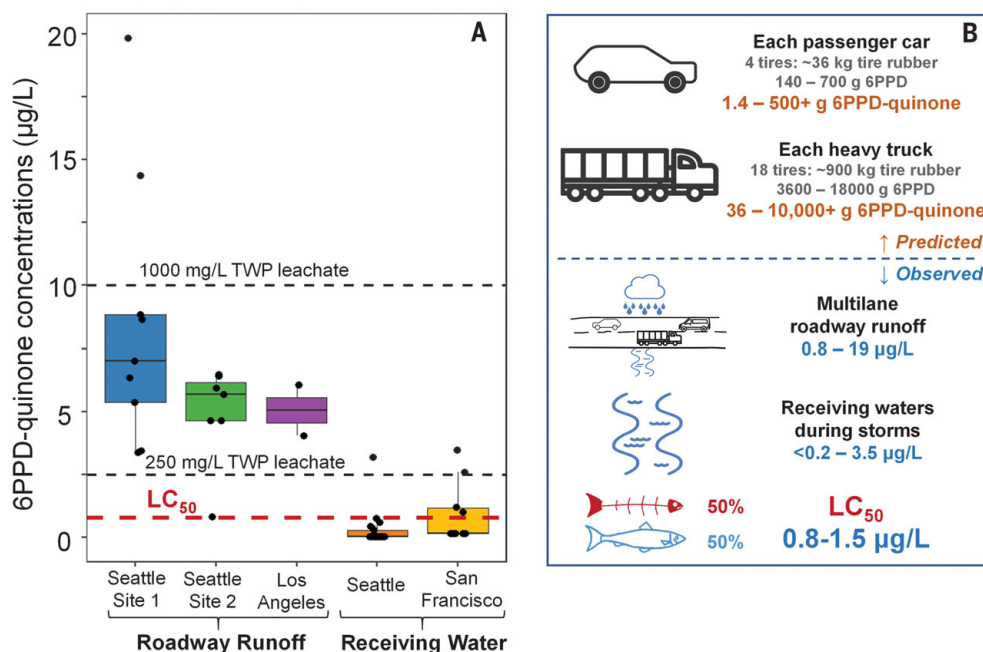 A
6PPD-quinone concentrations (µg/L)
20
15
10
5
0
1000 mg/L TWP leachate
250 mg/L TWP leachate
LC50
Seattle
Site 1
Seattle
Site 2
Los
Angeles
Seattle
San
Francisco
Roadway Runoff
Receiving Water
B
Each passenger car
4 tires: ~36 kg tire rubber
140 – 700 g 6PPD
1.4 – 500+ g 6PPD-quinone
Each heavy truck
18 tires: ~900 kg tire rubber
3600 – 18000 g 6PPD
36 – 10,000+ g 6PPD-quinone
↑ Predicted
↓ Observed
Multilane
roadway runoff
0.8 – 19 µg/L
Receiving waters
during storms
<0.2 – 3.5 µg/L
50%
50%
LC50
0.8-1.5 µg/L